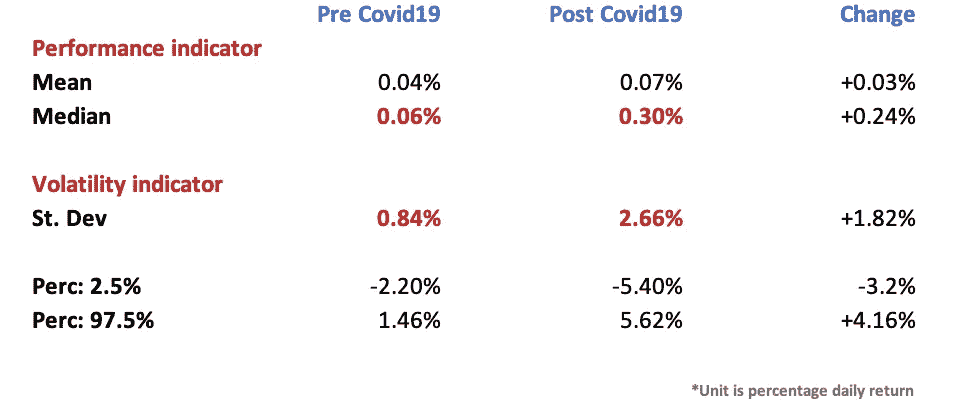 Pre Covid19 Post Covid19 Change
Performance indicator
Mean 0.04% 0.07% +0.03%
Median 0.06% 0.30% +0.24%
Volatility indicator
St. Dev 0.84% 2.66% +1.82%
Perc: 2.5% -2.20% -5.40% -3.2%
Perc: 97.5% 1.46% 5.62% +4.16%
*Unit is percentage daily return